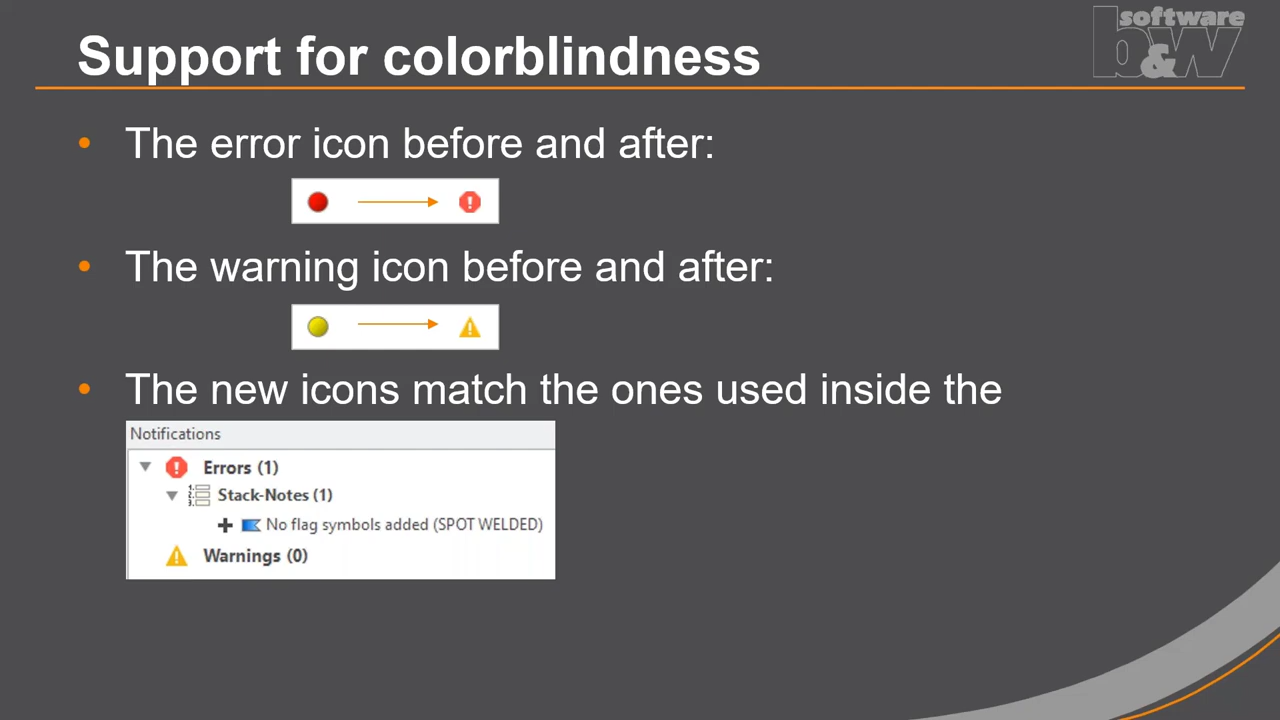 software
b&w
Support for colorblindness
• The error icon before and after:
• The warning icon before and after:
• The new icons match the ones used inside the
Notifications
Errors (1)
Stack-Notes (1)
No flag symbols added (SPOT WELDED)
Warnings (0)